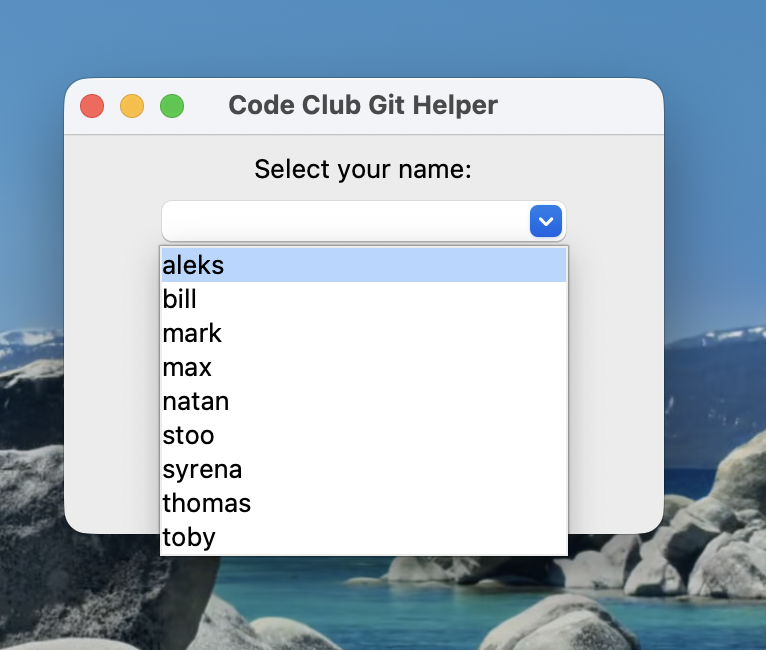 Code Club Git Helper
Select your name:
aleks
bill
mark
max
natan
stoo
syrena
thomas
toby